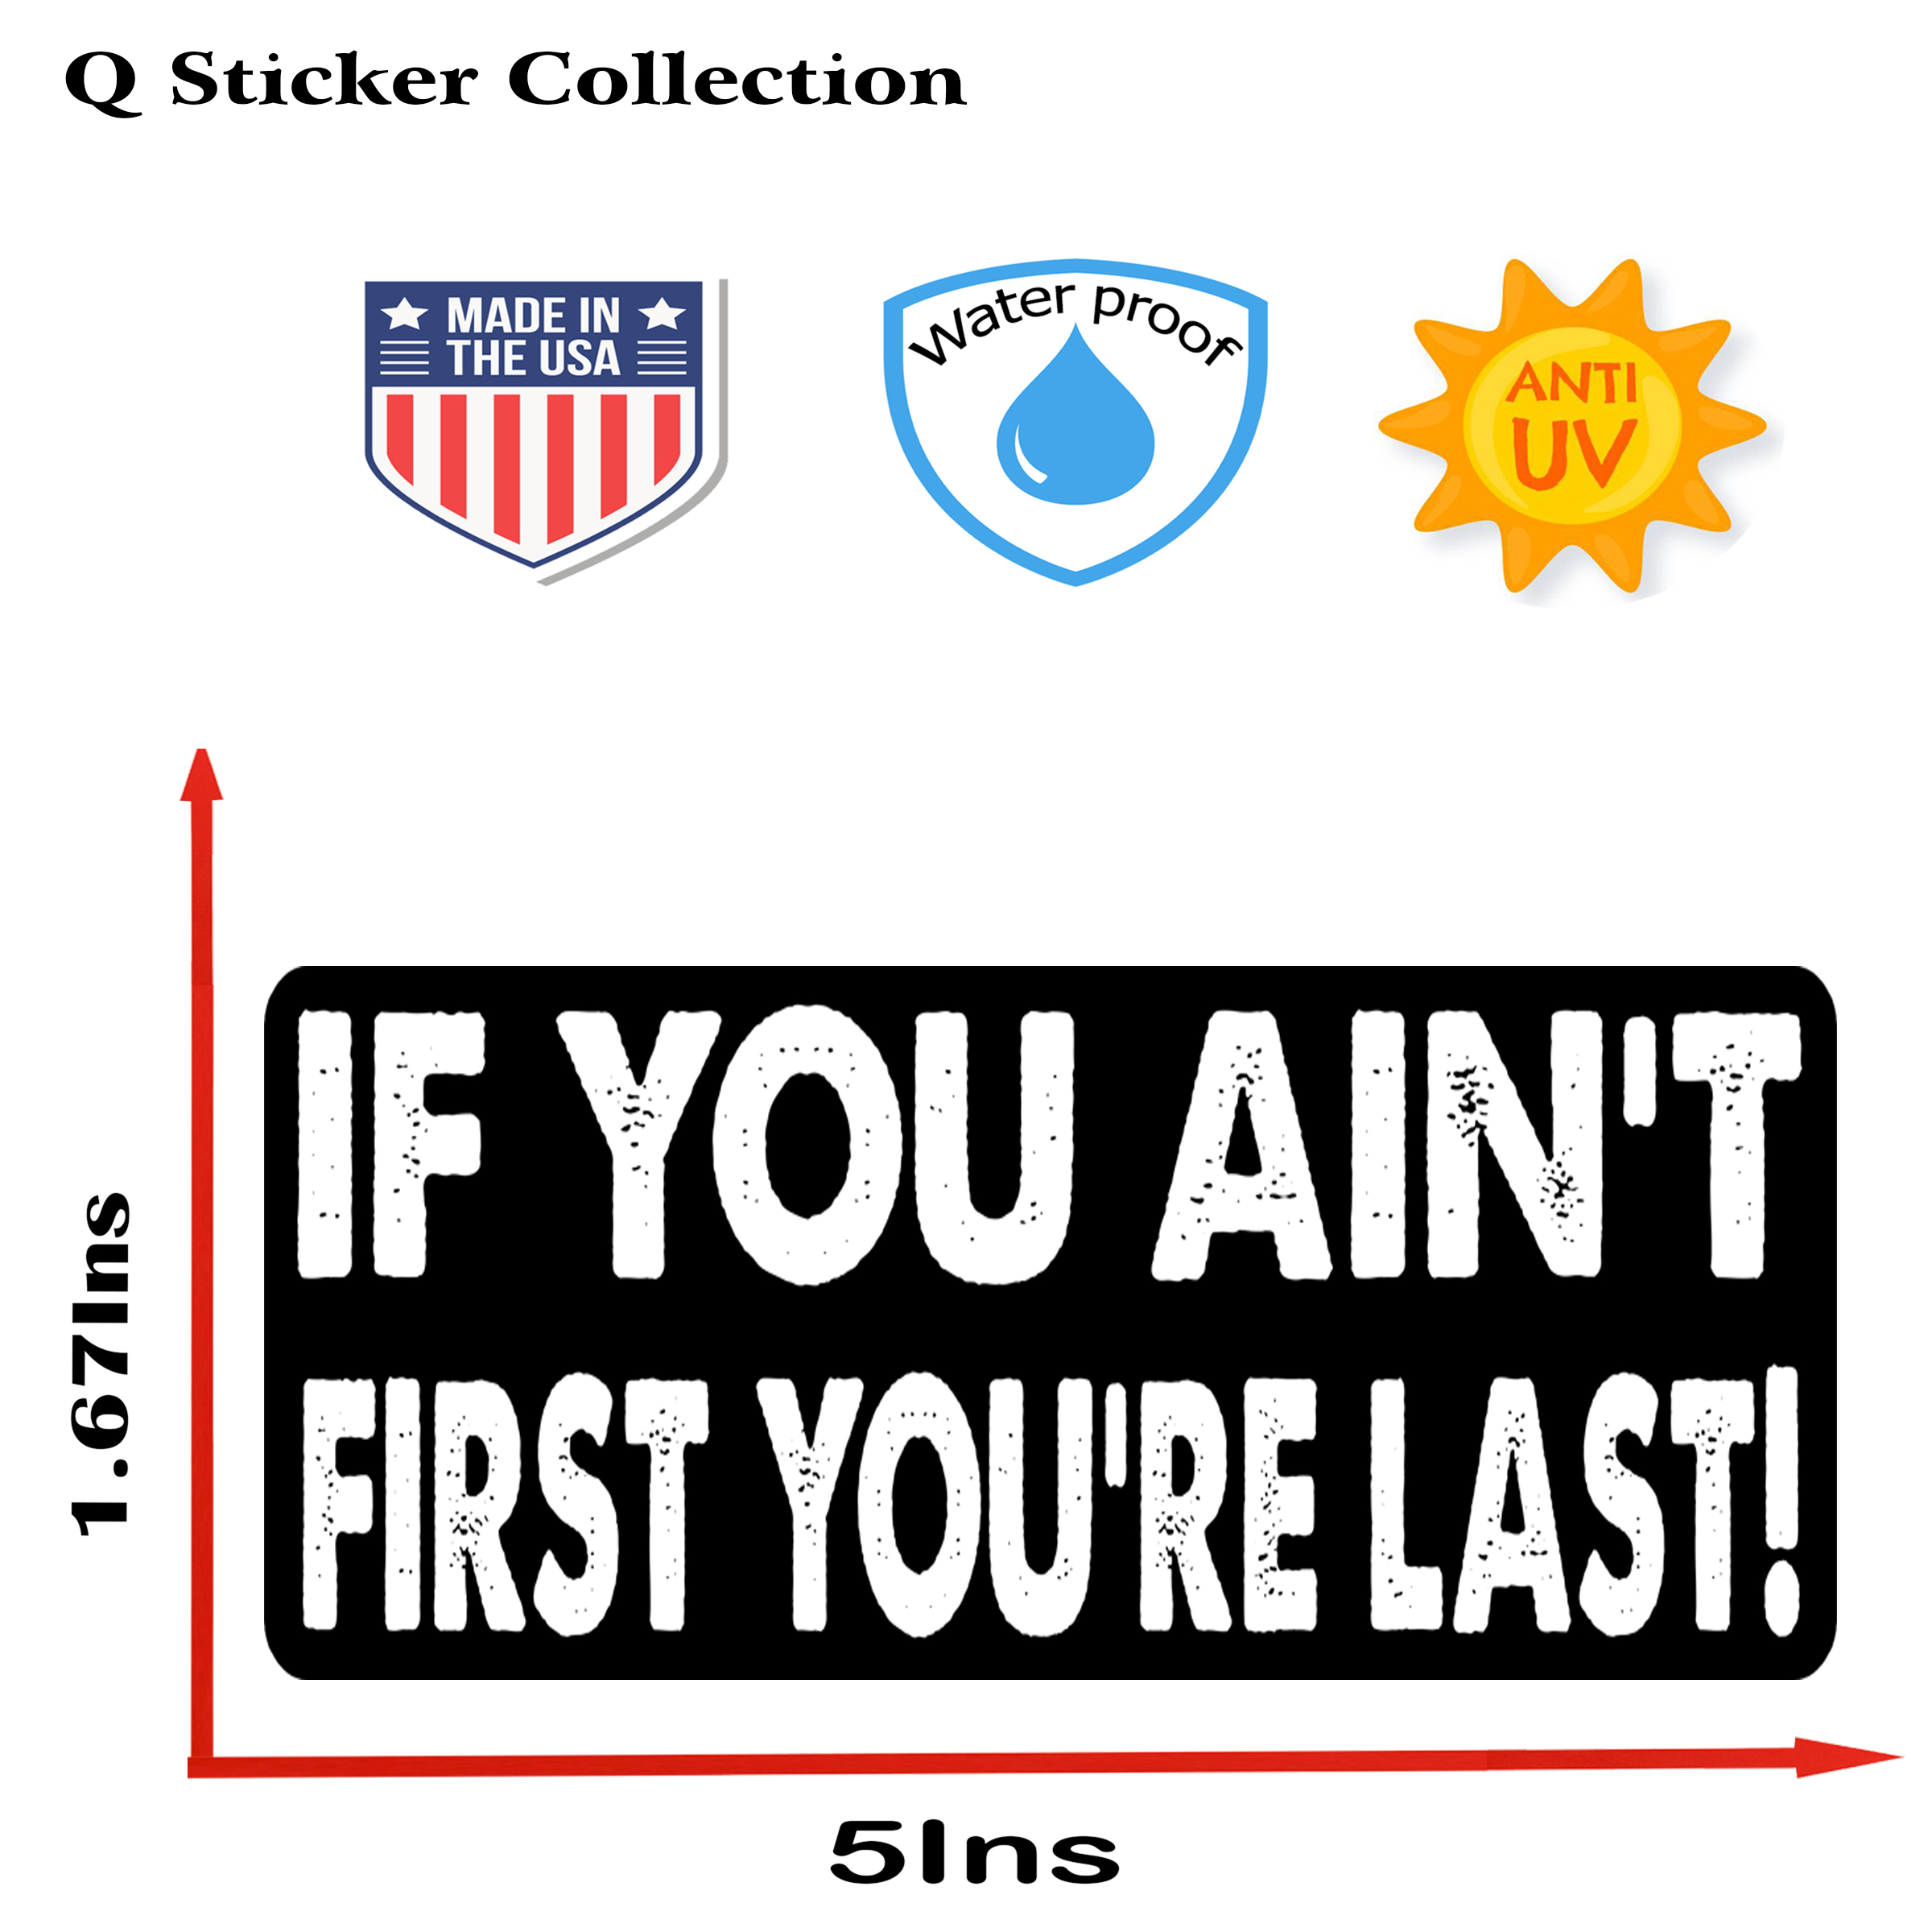 Q Sticker Collection
MADE IN
THE USA
Water proof
ANTI
UV
1.67Ins
IF YOU AIN'T
FIRST YOU'RE LAST!
5Ins